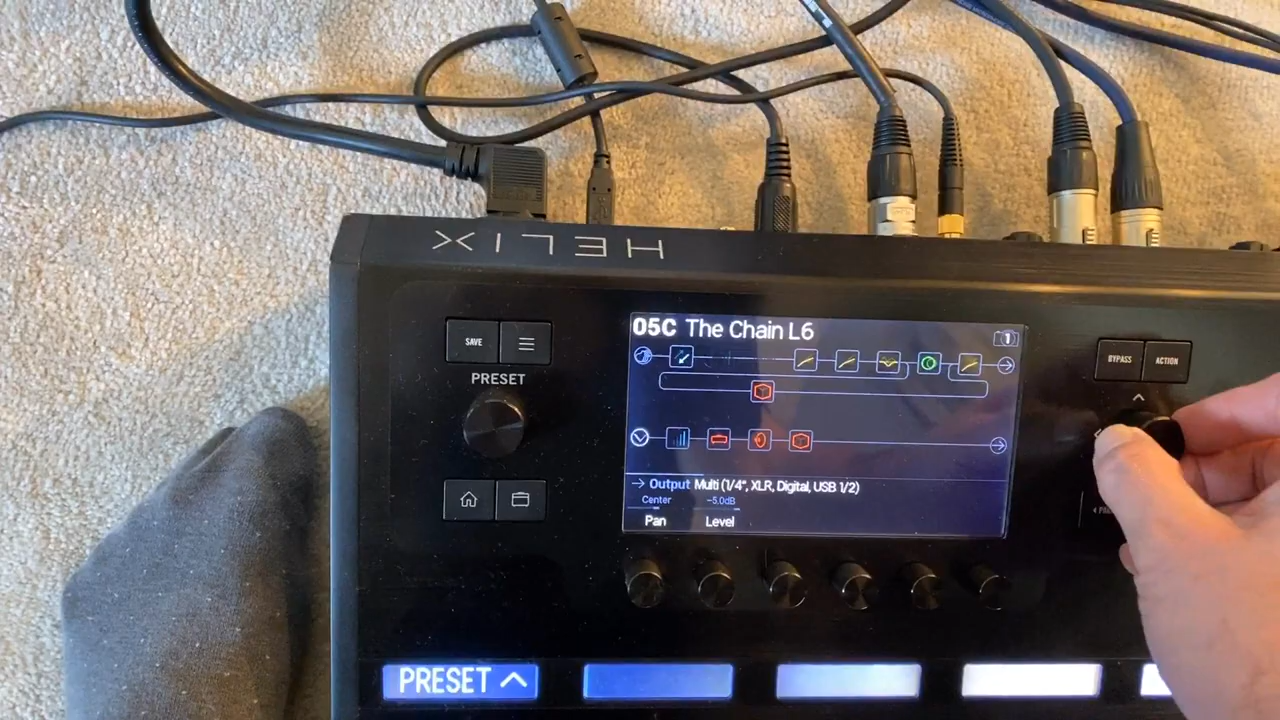 HELIX
SAVE
PRESET
05C The Chain L6
1
Output Multi (1/4", XLR, Digital, USB 1/2)
Center -5.0dB
Pan Level
BYPASS ACTION
PRESET